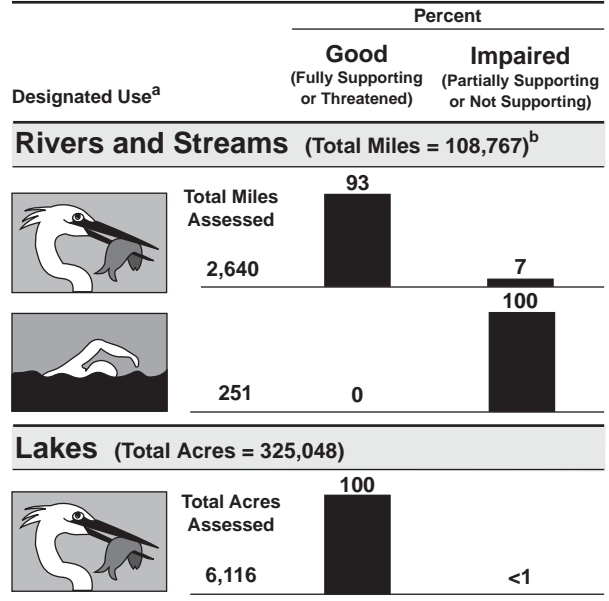 Percent
Good Impaired
(Fully Supporting (Partially Supporting
Designated Useᵃ or Threatened) or Not Supporting)
Rivers and Streams (Total Miles = 108,767)ᵇ
93
Total Miles
Assessed
2,640 7
100
251 0
Lakes (Total Acres = 325,048)
100
Total Acres
Assessed
6,116 <1